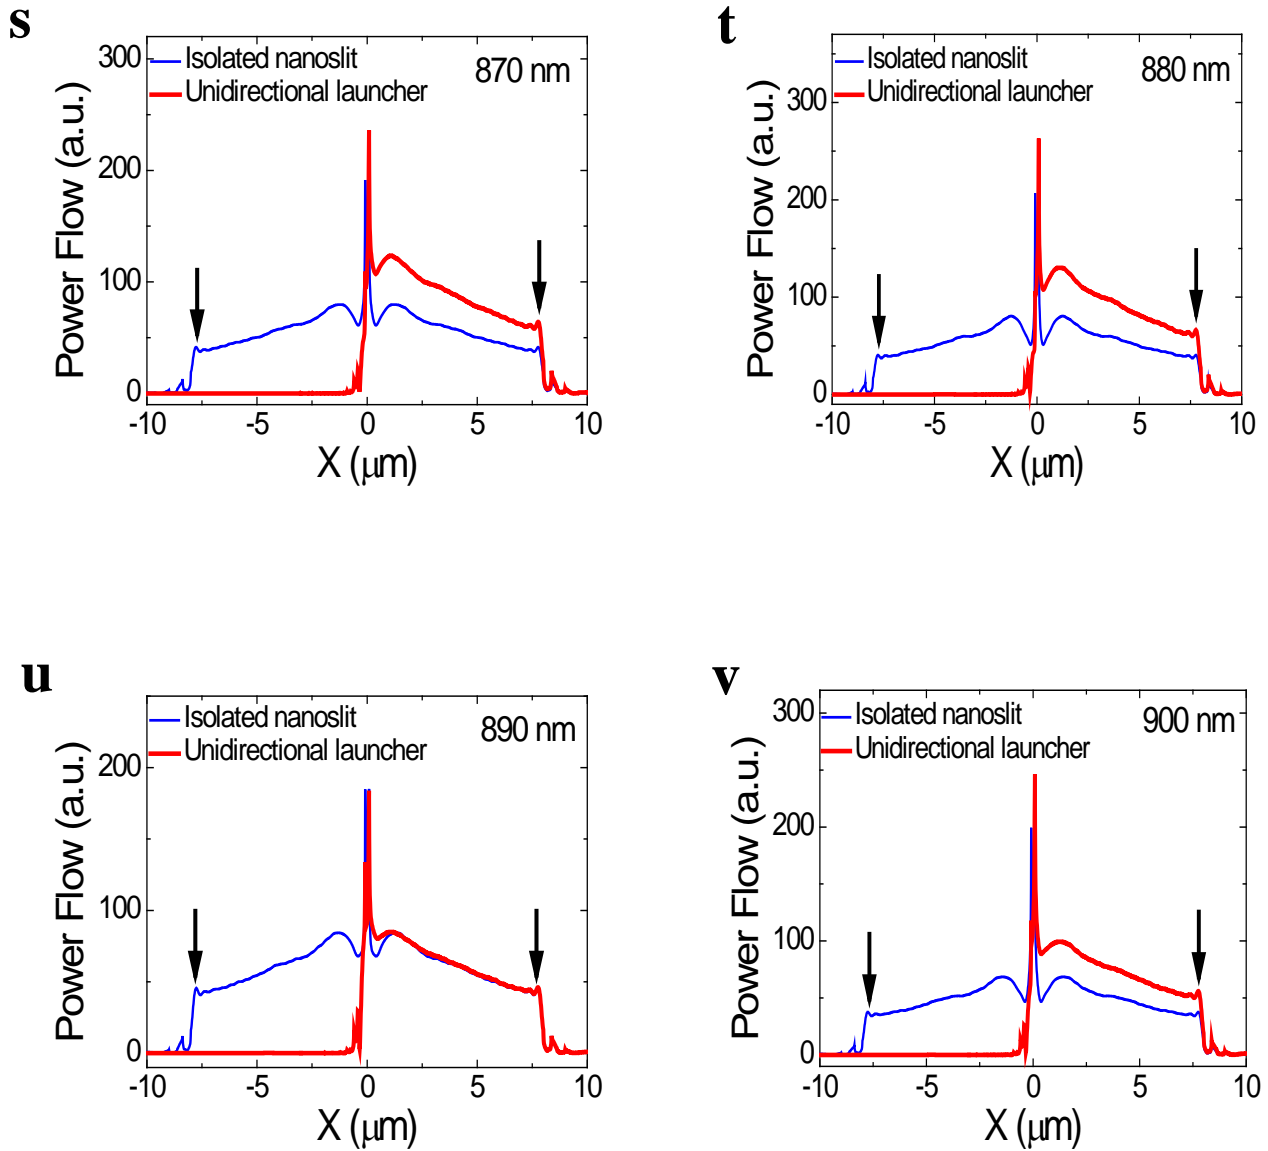 s
Isolated nanoslit
Unidirectional launcher
870 nm
Power Flow (a.u.)
300
200
100
0
-10
-5
0
5
10
X (μm)
t
Isolated nanoslit
Unidirectional launcher
880 nm
Power Flow (a.u.)
300
200
100
0
-10
-5
0
5
10
X (μm)
u
Isolated nanoslit
Unidirectional launcher
890 nm
Power Flow (a.u.)
200
100
0
-10
-5
0
5
10
X (μm)
v
Isolated nanoslit
Unidirectional launcher
900 nm
Power Flow (a.u.)
300
200
100
0
-10
-5
0
5
10
X (μm)